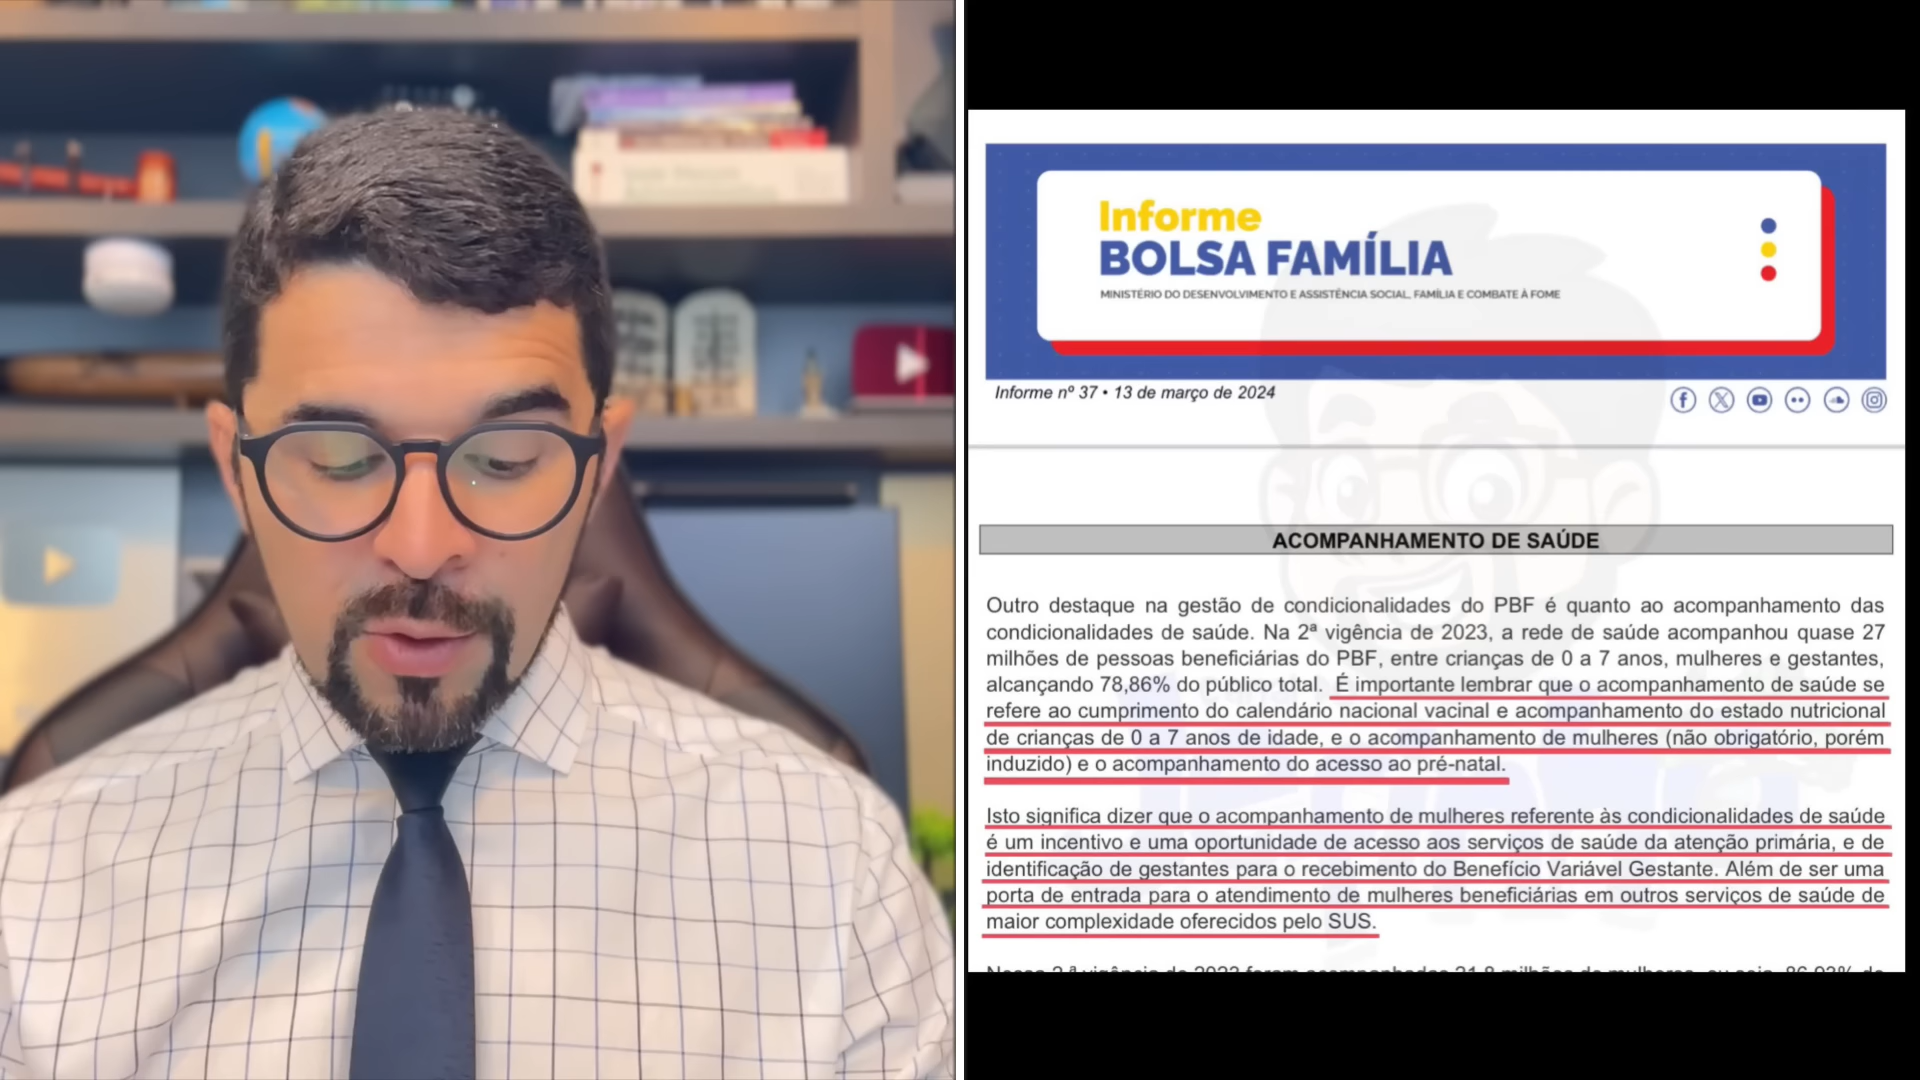 Informe
BOLSA FAMÍLIA
MINISTÉRIO DO DESENVOLVIMENTO E ASSISTÊNCIA SOCIAL, FAMÍLIA E COMBATE À FOME
Informe nº 37 • 13 de março de 2024
ACOMPANHAMENTO DE SAÚDE
Outro destaque na gestão de condicionalidades do PBF é quanto ao acompanhamento das
condicionalidades de saúde. Na 2ª vigência de 2023, a rede de saúde acompanhou quase 27
milhões de pessoas beneficiárias do PBF, entre crianças de 0 a 7 anos, mulheres e gestantes,
alcançando 78,86% do público total. É importante lembrar que o acompanhamento de saúde se
refere ao cumprimento do calendário nacional vacinal e acompanhamento do estado nutricional
de crianças de 0 a 7 anos de idade, e o acompanhamento de mulheres (não obrigatório, porém
induzido) e o acompanhamento do acesso ao pré-natal.
Isto significa dizer que o acompanhamento de mulheres referente às condicionalidades de saúde
é um incentivo e uma oportunidade de acesso aos serviços de saúde da atenção primária, e de
identificação de gestantes para o recebimento do Benefício Variável Gestante. Além de ser uma
porta de entrada para o atendimento de mulheres beneficiárias em outros serviços de saúde de
maior complexidade oferecidos pelo SUS.